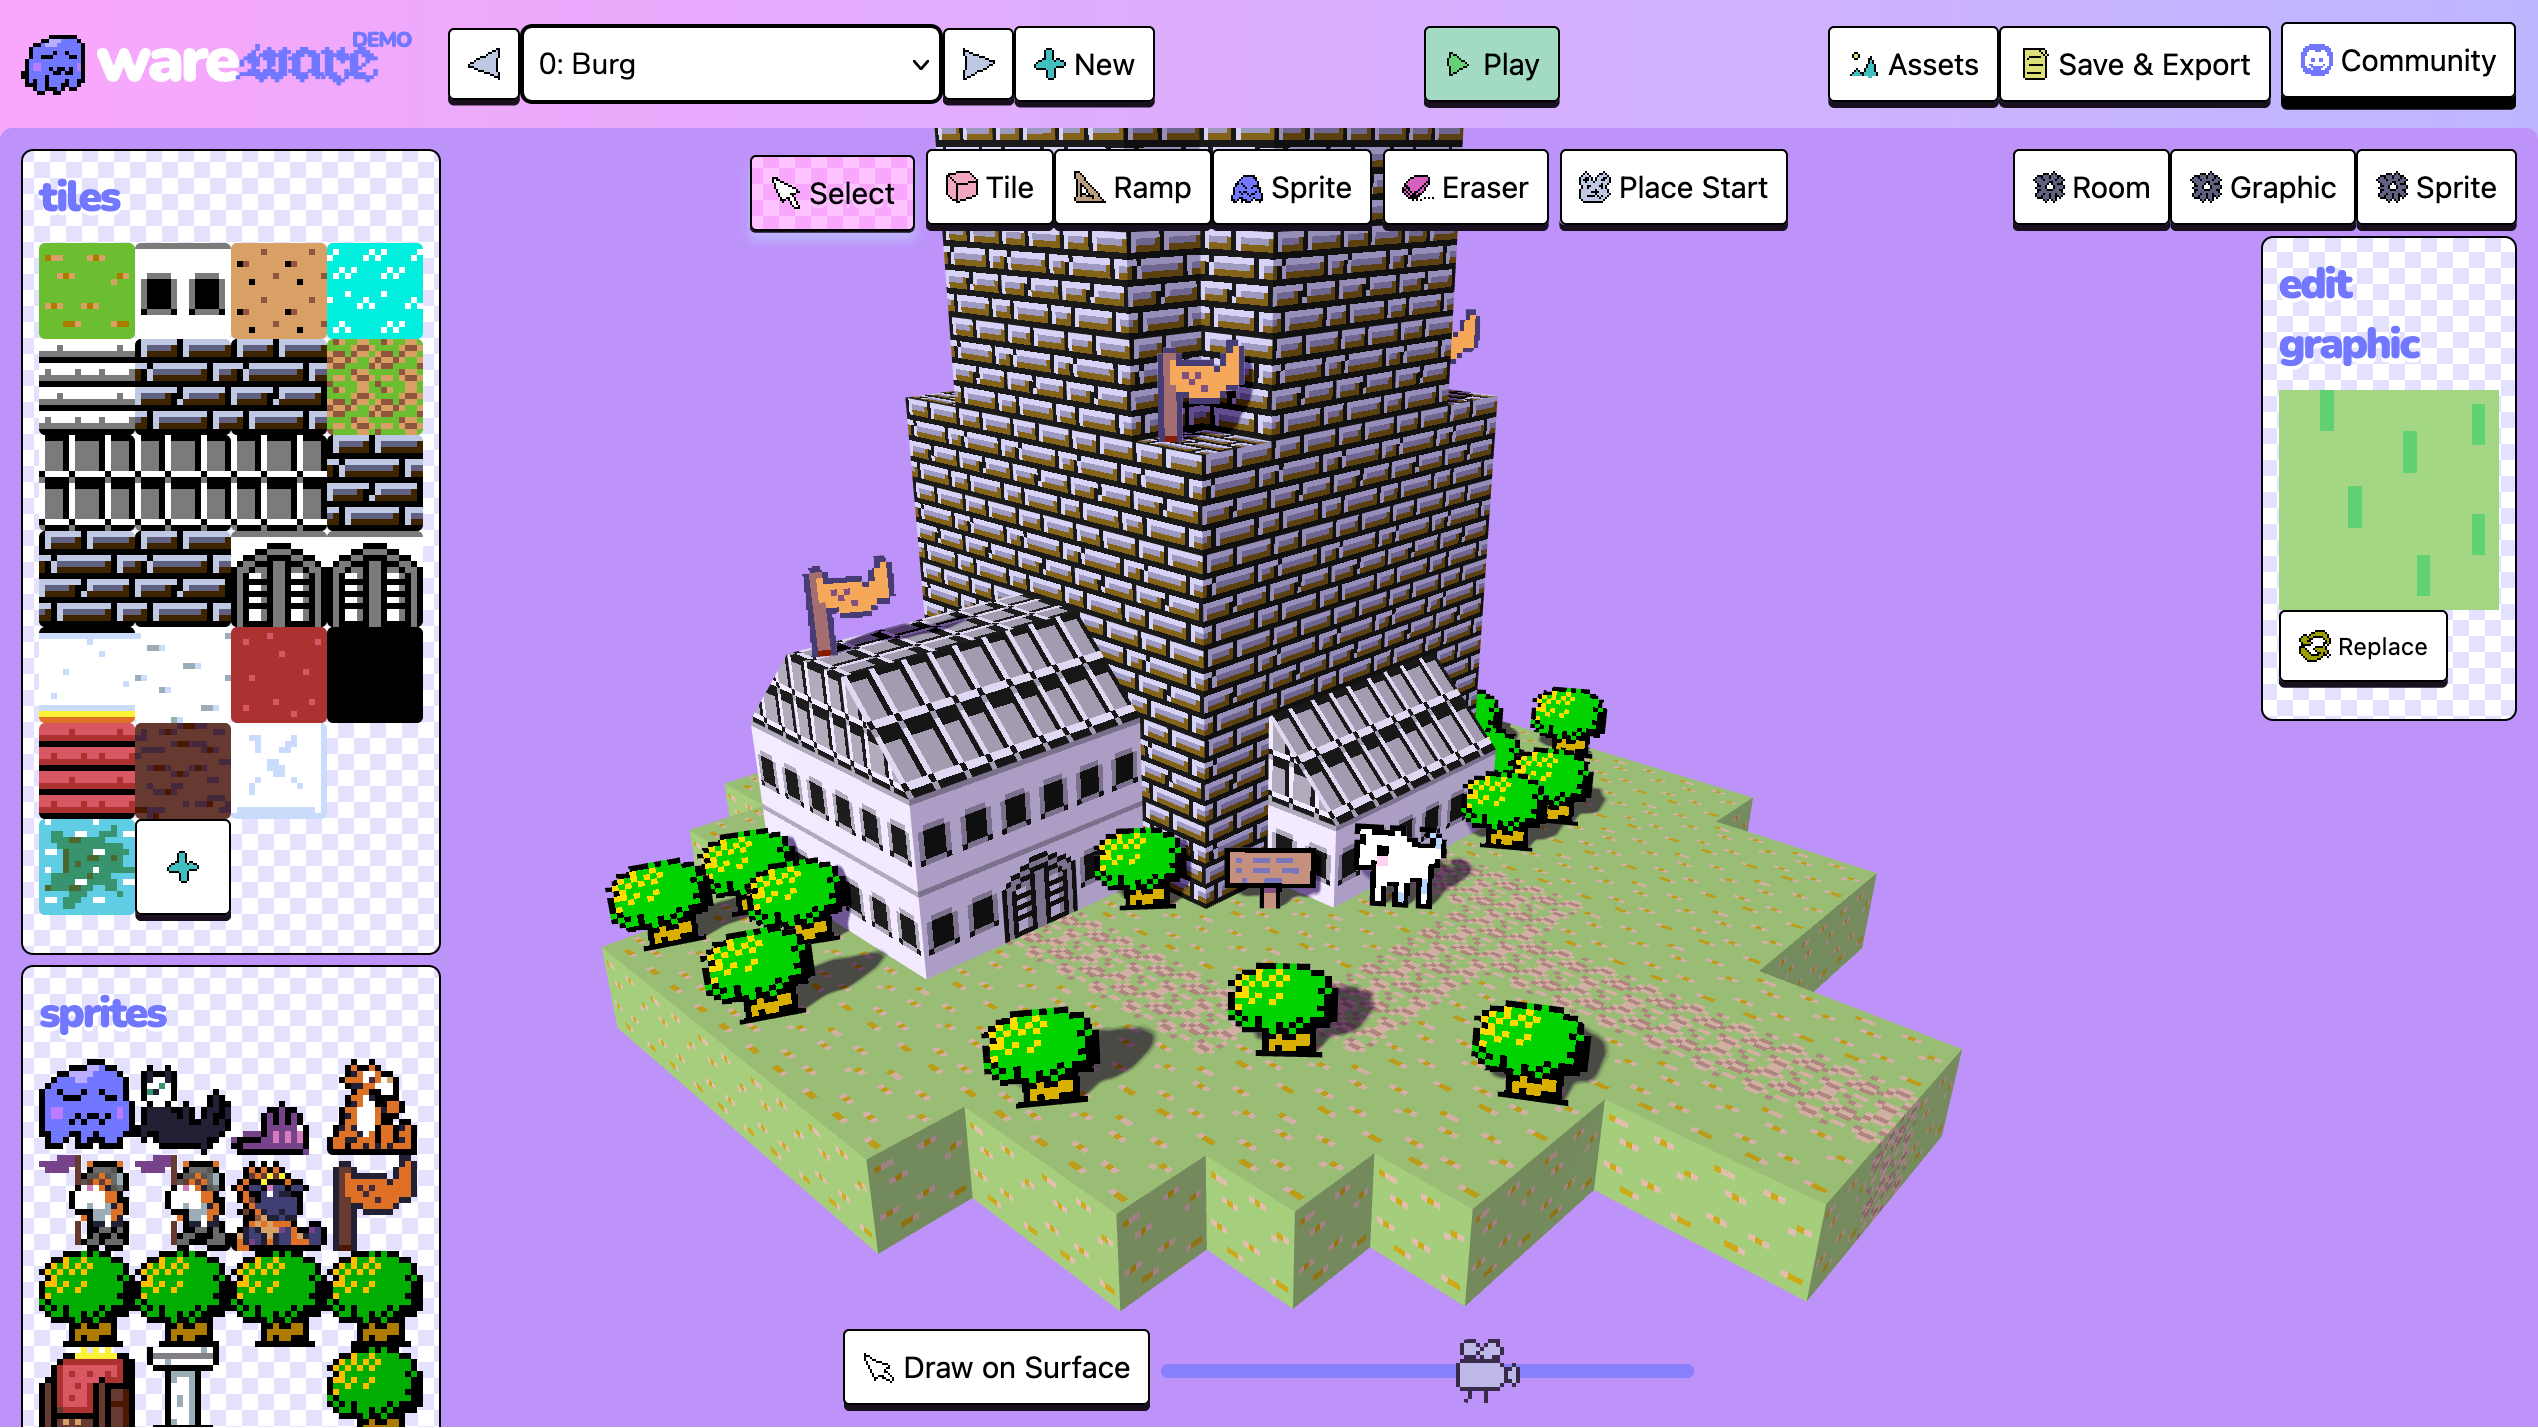 wareware DEMO
0: Burg
New
Play
Assets
Save & Export
Community
tiles
Select
Tile
Ramp
Sprite
Eraser
Place Start
Room
Graphic
Sprite
edit
graphic
Replace
sprites
Draw on Surface